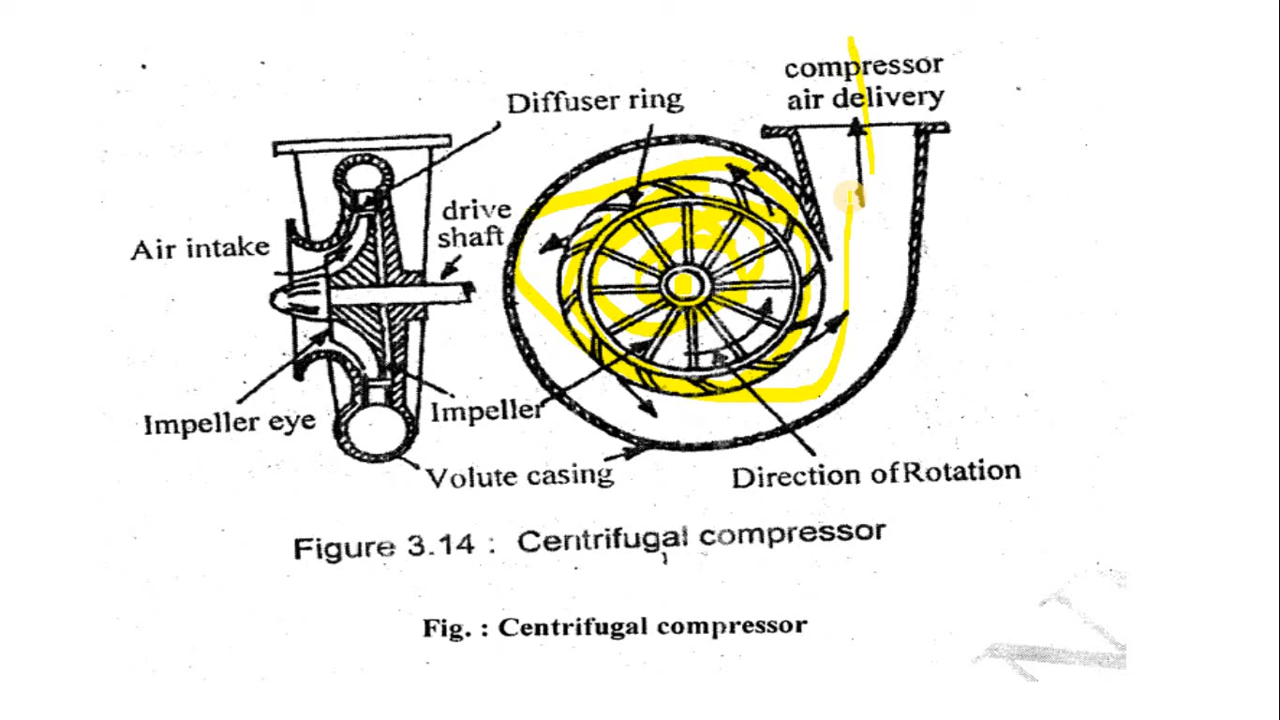 compressor
air delivery
Diffuser ring
drive
shaft
Air intake
Impeller eye
Impeller
Volute casing
Direction of Rotation
Figure 3.14 : Centrifugal compressor
Fig. : Centrifugal compressor